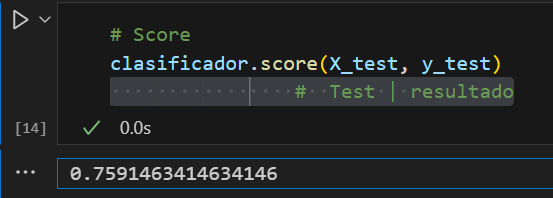 # Score
clasificador.score(X_test, y_test)
# Test | resultado
[14]
0.0s
...
0.7591463414634146